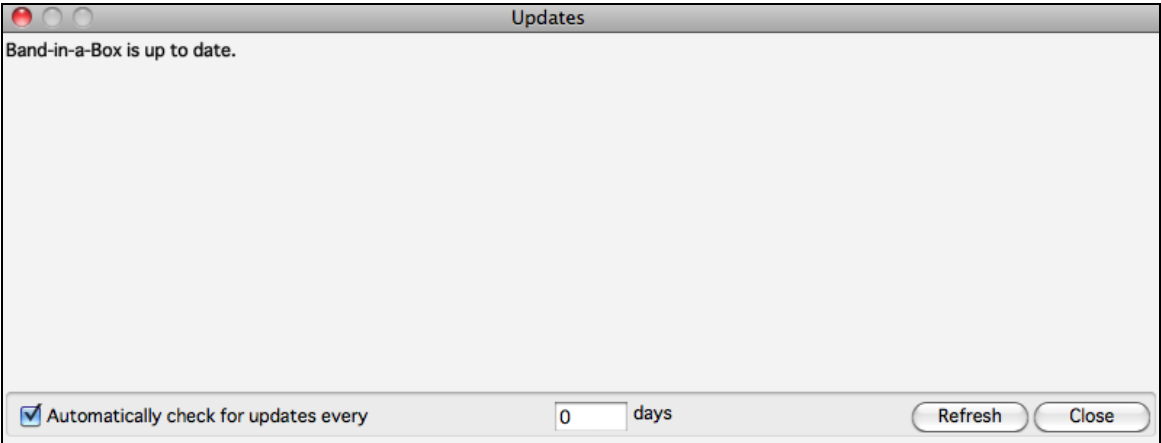 Updates
Band-in-a-Box is up to date.
Automatically check for updates every 0 days Refresh Close